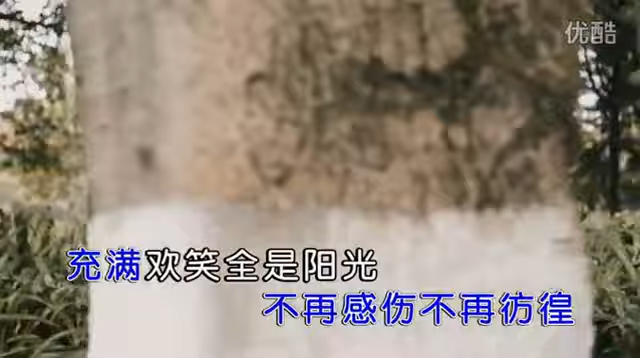 优酷
充满欢笑全是阳光
不再感伤不再彷徨